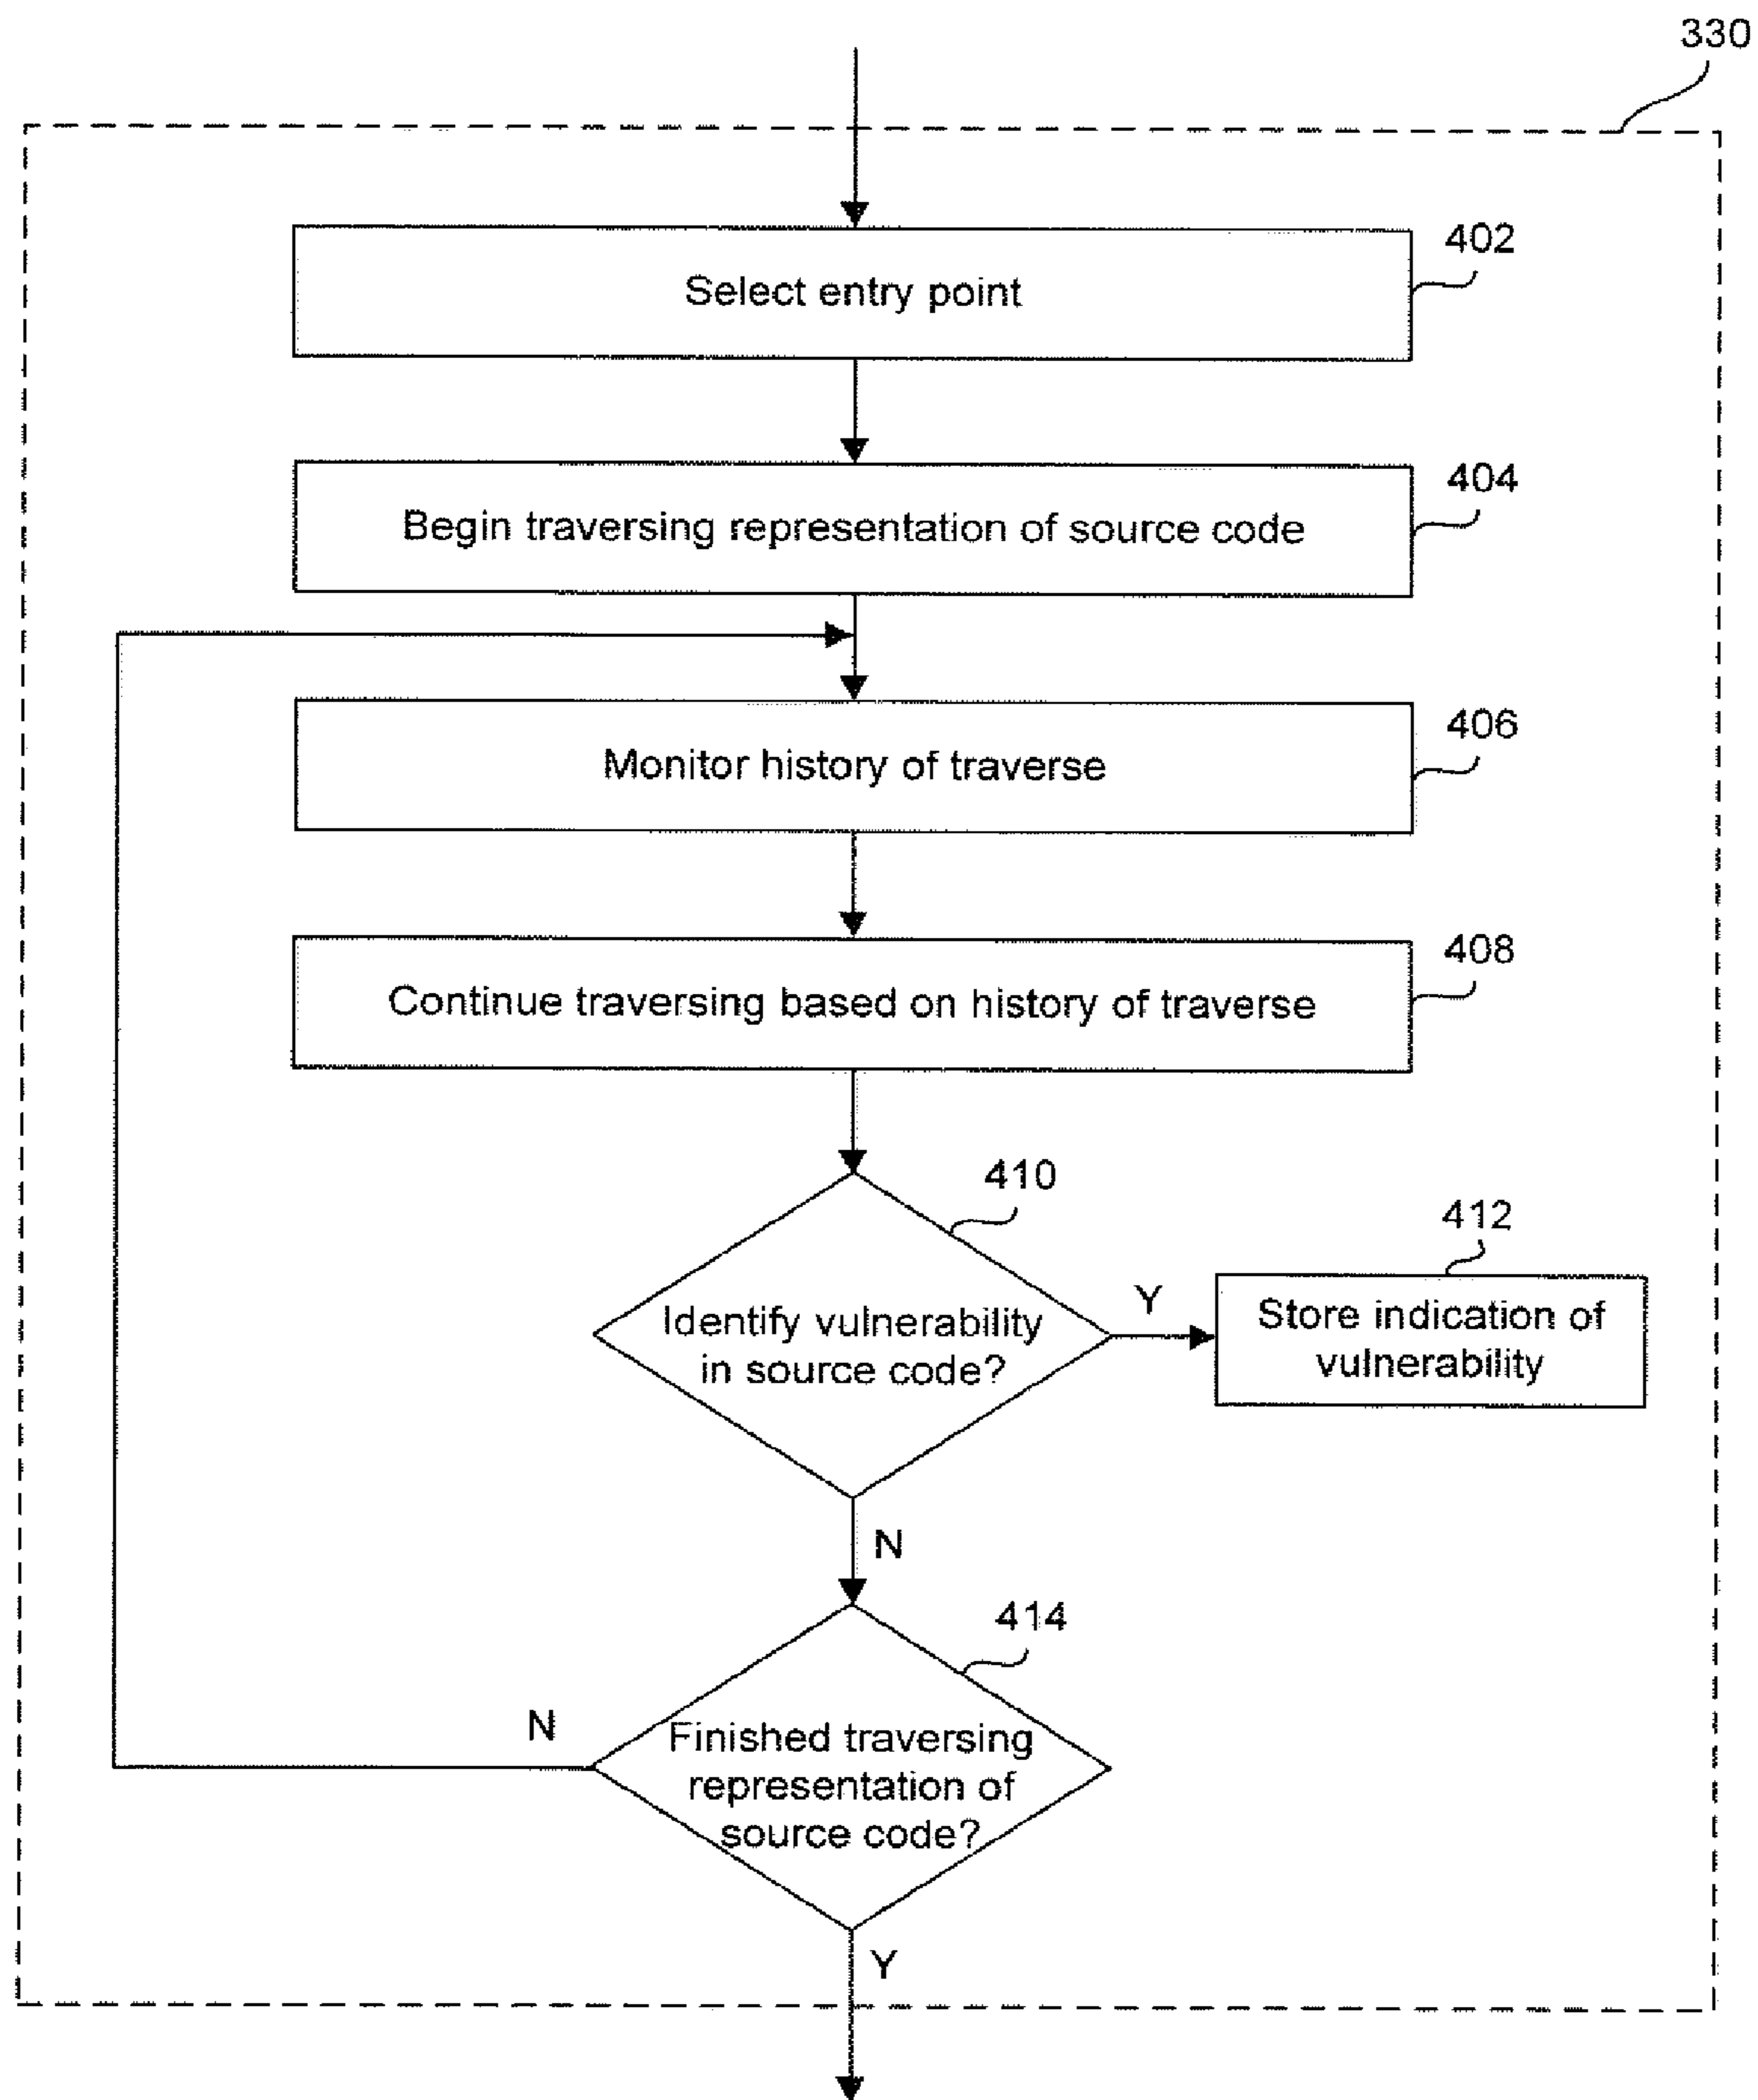 330
402
Select entry point
404
Begin traversing representation of source code
406
Monitor history of traverse
408
Continue traversing based on history of traverse
410
412
Y
Identify vulnerability
in source code?
Store indication of
vulnerability
N
414
N
Finished traversing
representation of
source code?
Y